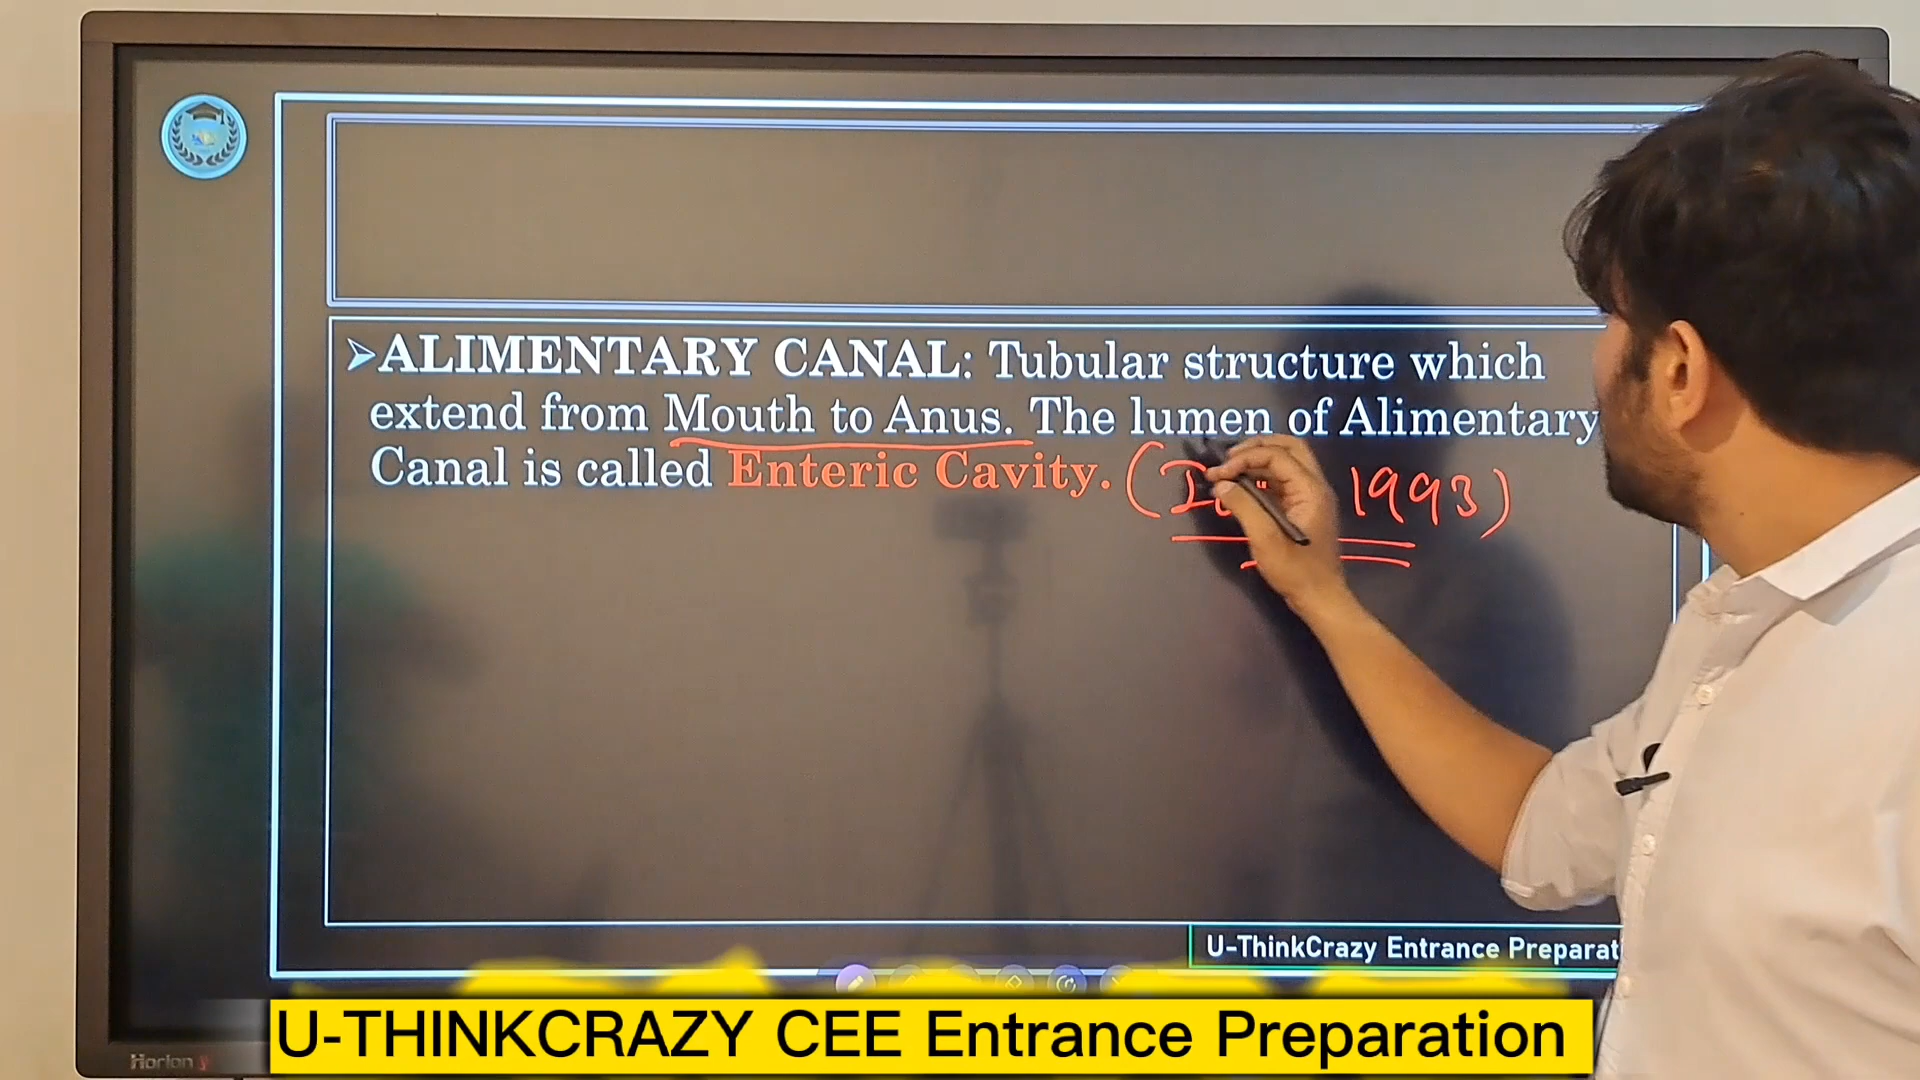 ➢ALIMENTARY CANAL: Tubular structure which
extend from Mouth to Anus. The lumen of Alimentary
Canal is called Enteric Cavity. ( 1993)
U-ThinkCrazy Entrance Preparat
U-THINKCRAZY CEE Entrance Preparation
Horion